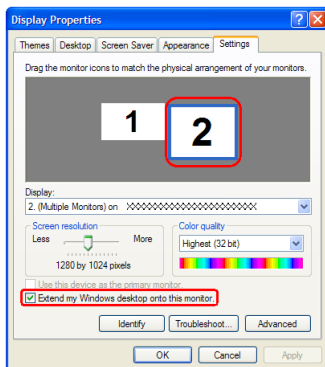 Display Properties
Themes Desktop Screen Saver Appearance Settings
Drag the monitor icons to match the physical arrangement of your monitors.
1
2
Display:
2. (Multiple Monitors) on XXXXXXXXXXXXXXXXXXXXXXX
Screen resolution
Less More
1280 by 1024 pixels
Color quality
Highest (32 bit)
Use this device as the primary monitor.
Extend my Windows desktop onto this monitor.
Identify Troubleshoot... Advanced
OK Cancel Apply